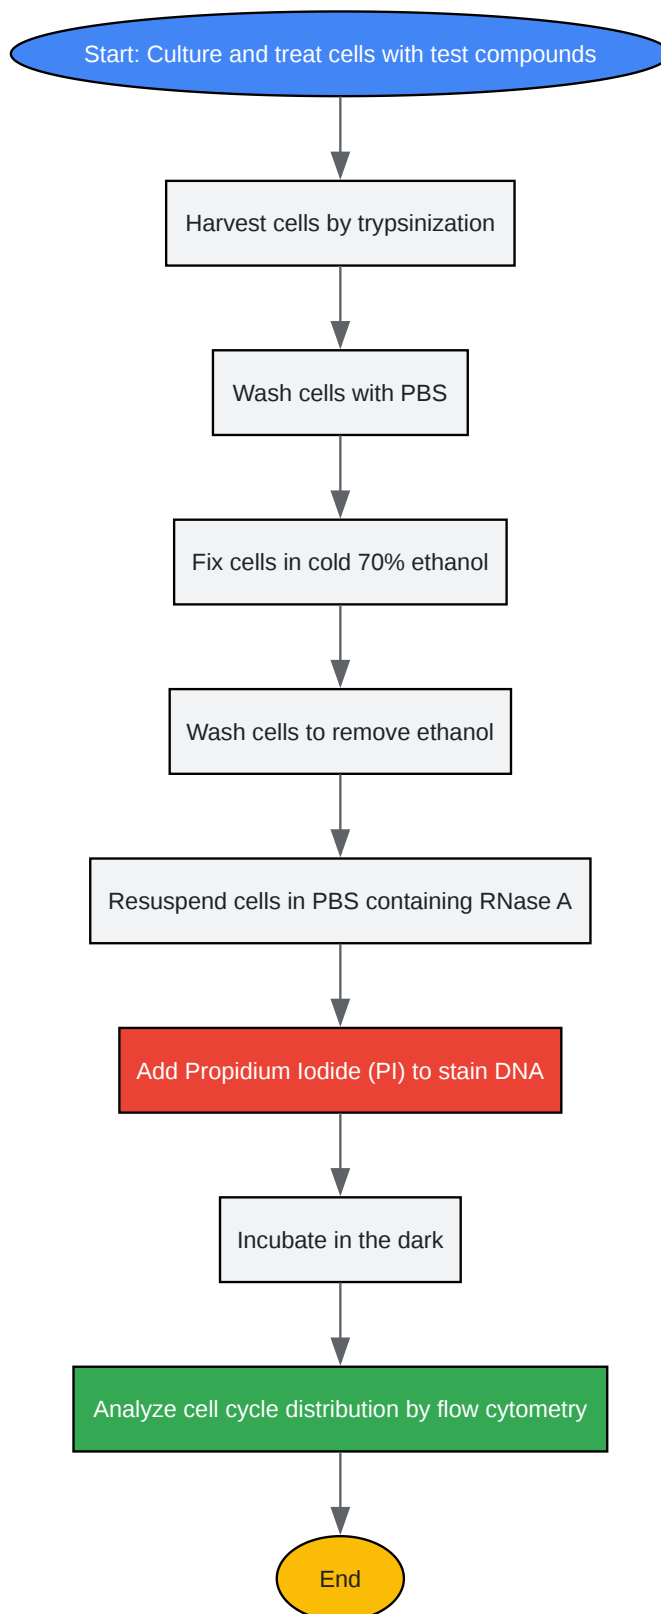 Start: Culture and treat cells with test compounds
Harvest cells by trypsinization
Wash cells with PBS
Fix cells in cold 70% ethanol
Wash cells to remove ethanol
Resuspend cells in PBS containing RNase A
Add Propidium Iodide (PI) to stain DNA
Incubate in the dark
Analyze cell cycle distribution by flow cytometry
End